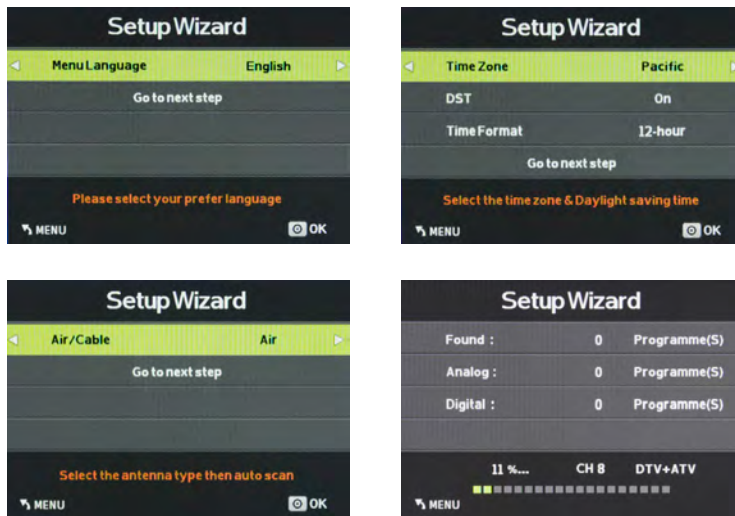 Setup Wizard
Menu Language English
Go to next step
Please select your prefer language
MENU OK
Setup Wizard
Time Zone Pacific
DST On
Time Format 12-hour
Go to next step
Select the time zone & Daylight saving time
MENU OK
Setup Wizard
Air/Cable Air
Go to next step
Select the antenna type then auto scan
MENU OK
Setup Wizard
Found : 0 Programme(S)
Analog : 0 Programme(S)
Digital : 0 Programme(S)
11 %... CH 8 DTV+ATV
MENU